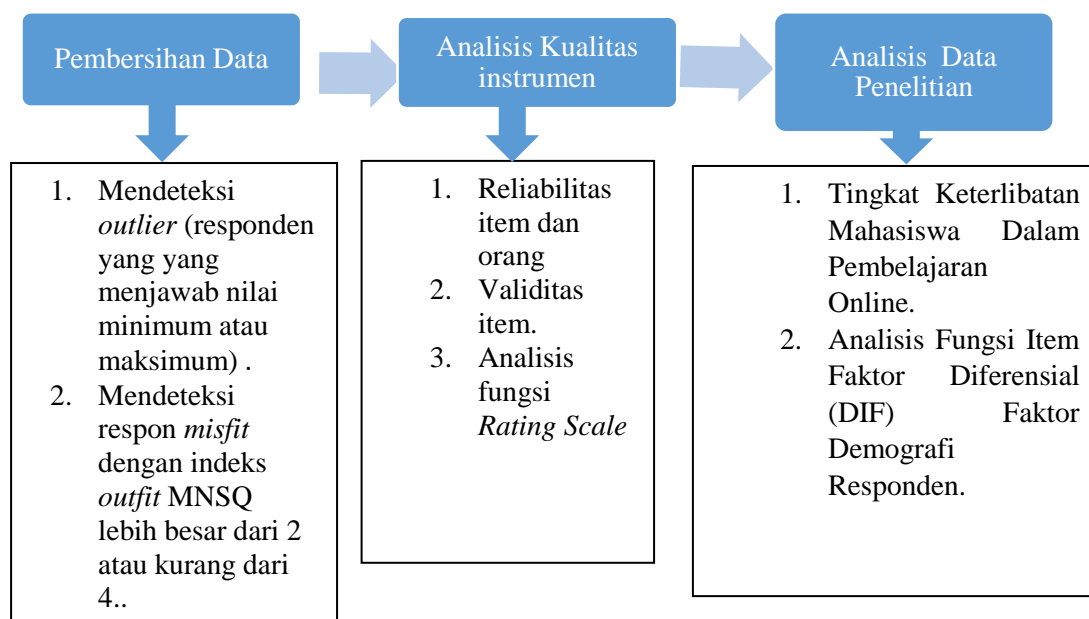 Pembersihan Data
Analisis Kualitas
instrumen
Analisis Data
Penelitian
1. Mendeteksi
outlier (responden
yang yang
menjawab nilai
minimum atau
maksimum) .
2. Mendeteksi
respon misfit
dengan indeks
outfit MNSQ
lebih besar dari 2
atau kurang dari
4..
1. Reliabilitas
item dan
orang
2. Validitas
item.
3. Analisis
fungsi
Rating Scale
1. Tingkat Keterlibatan
Mahasiswa Dalam
Pembelajaran
Online.
2. Analisis Fungsi Item
Faktor Diferensial
(DIF) Faktor
Demografi
Responden.